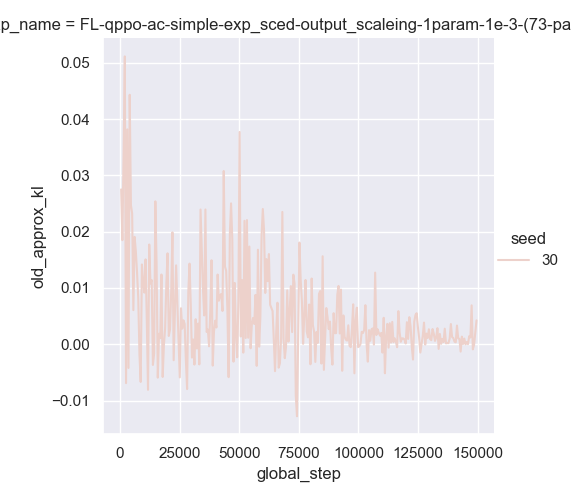 p_name = FL-qppo-ac-simple-exp_sced-output_scaleing-1param-1e-3-(73-pa
0.05
0.04
0.03
0.02
0.01
0.00
−0.01
old_approx_kl
0 25000 50000 75000 100000 125000 150000
global_step
seed
30